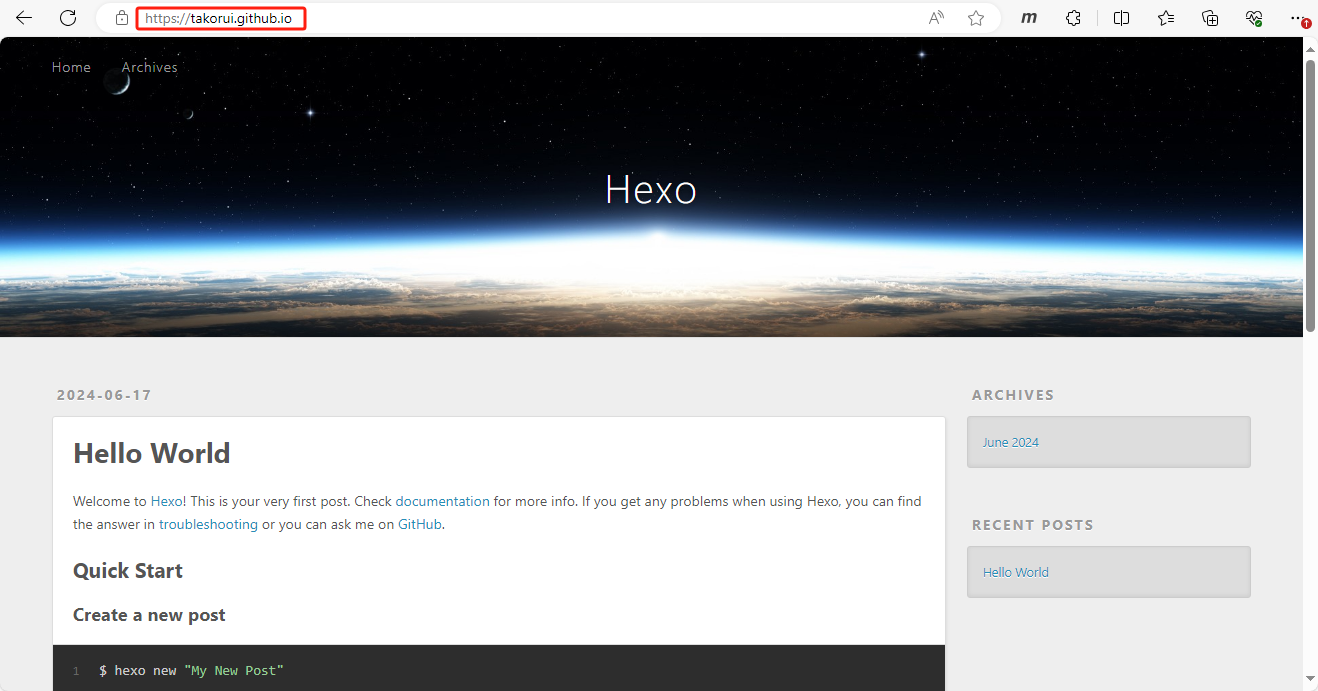 https://takorui.github.io
Home Archives
Hexo
2024-06-17
Hello World
Welcome to Hexo! This is your very first post. Check documentation for more info. If you get any problems when using Hexo, you can find
the answer in troubleshooting or you can ask me on GitHub.
Quick Start
Create a new post
1 $ hexo new "My New Post"
ARCHIVES
June 2024
RECENT POSTS
Hello World